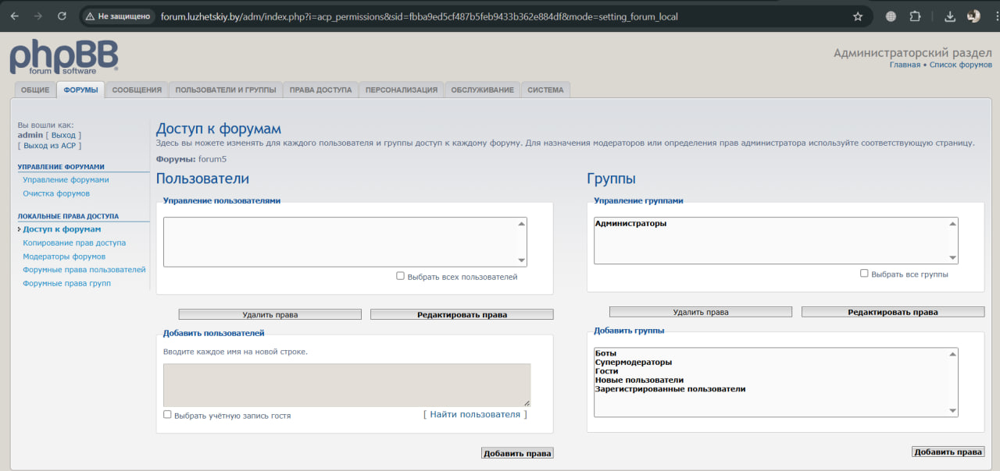 Не защищено
forum.luzhetskiy.by/adm/index.php?i=acp_permissions&sid=fbba9ed5cf487b5feb9433b362e884df&mode=setting_forum_local
phpBB
forum software
Администраторский раздел
Главная • Список форумов
ОБЩИЕ ФОРУМЫ СООБЩЕНИЯ ПОЛЬЗОВАТЕЛИ И ГРУППЫ ПРАВА ДОСТУПА ПЕРСОНАЛИЗАЦИЯ ОБСЛУЖИВАНИЕ СИСТЕМА
Вы вошли как:
admin [ Выход ]
[ Выход из ACP ]
УПРАВЛЕНИЕ ФОРУМАМИ
Управление форумами
Очистка форумов
ЛОКАЛЬНЫЕ ПРАВА ДОСТУПА
Доступ к форумам
Копирование прав доступа
Модераторы форумов
Форумные права пользователей
Форумные права групп
Доступ к форумам
Здесь вы можете изменять для каждого пользователя и группы доступ к каждому форуму. Для назначения модераторов или определения прав администратора используйте соответствующую страницу.
Форумы: forum5
Пользователи
Управление пользователями
Выбрать всех пользователей
Удалить права Редактировать права
Добавить пользователей
Вводите каждое имя на новой строке.
Выбрать учётную запись гостя [ Найти пользователя ]
Добавить права
Группы
Управление группами
Администраторы
Выбрать все группы
Удалить права Редактировать права
Добавить группы
Боты
Супермодераторы
Гости
Новые пользователи
Зарегистрированные пользователи
Добавить права